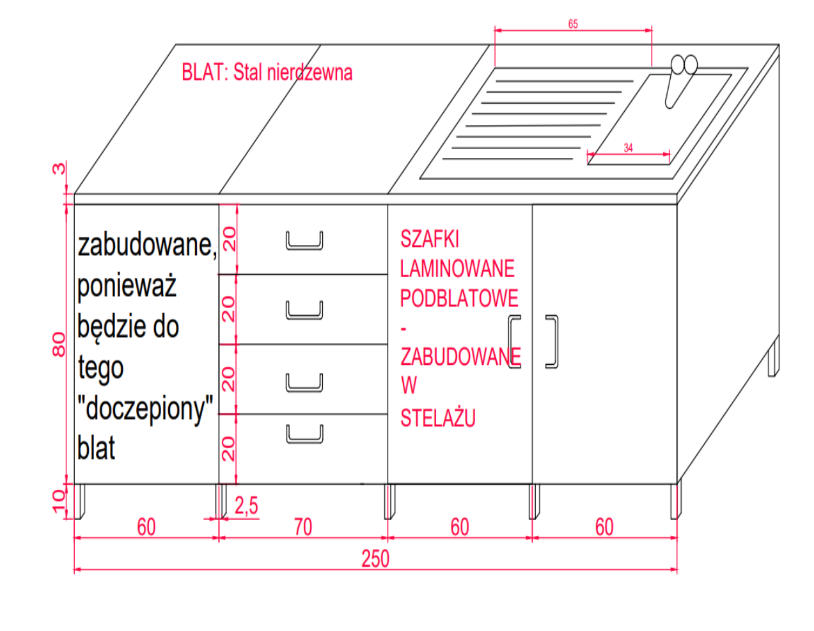 65
BLAT: Stal nierdzewna
34
3
zabudowane,
ponieważ
będzie do
tego
"doczepiony"
blat
80
20
20
20
20
SZAFKI
LAMINOWANE
PODBLATOWE
-
ZABUDOWANE
W
STELAŻU
10
2,5
60
70
60
60
250